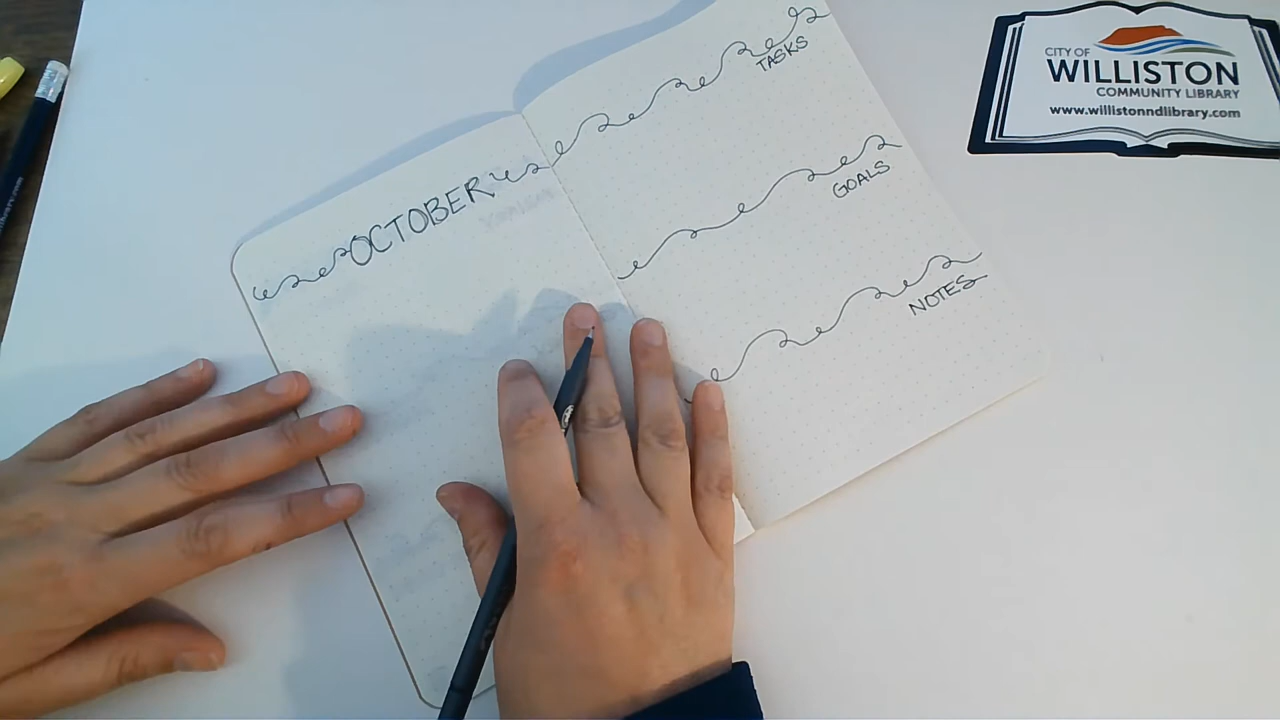 OCTOBER
TASKS
GOALS
NOTES
CITY OF
WILLISTON
COMMUNITY LIBRARY
www.willistonndlibrary.com